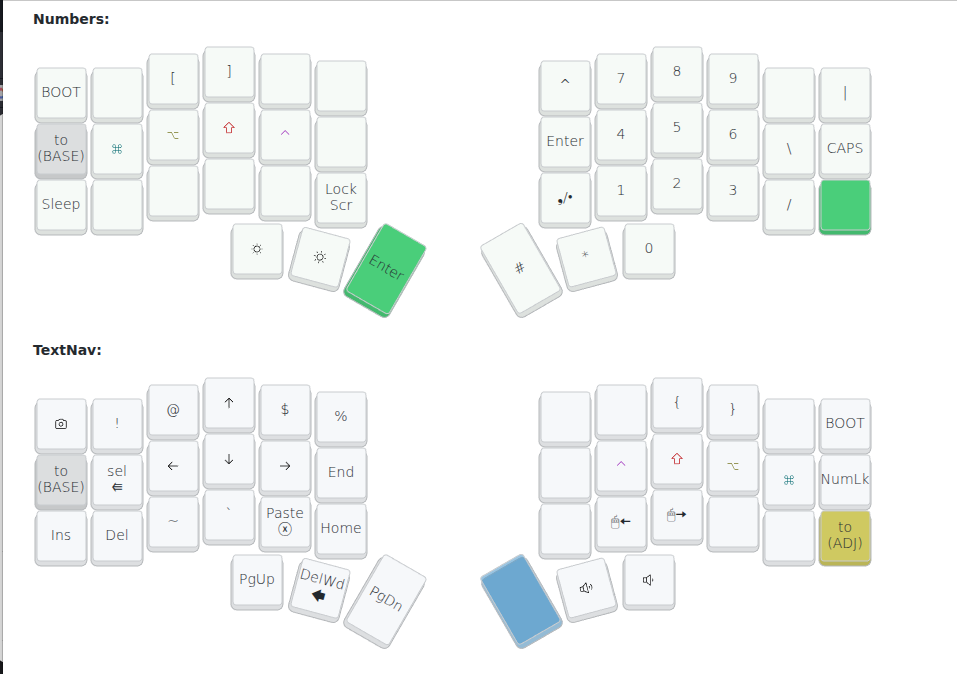 Numbers:
BOOT [ ] ^ 7 8 9 |
to
(BASE) ⌘ ⌥ ⇧ ^ Enter 4 5 6 \ CAPS
Sleep Lock
Scr ,/• 1 2 3 /
Enter # * 0
TextNav:
! @ ↑ $ % { } BOOT
to
(BASE) sel
⇚ ← ↓ → End ^ ⇧ ⌥ ⌘ NumLk
Ins Del ~ ` Paste
ⓧ Home ← → to
(ADJ)
PgUp DelWd
⬅ PgDn